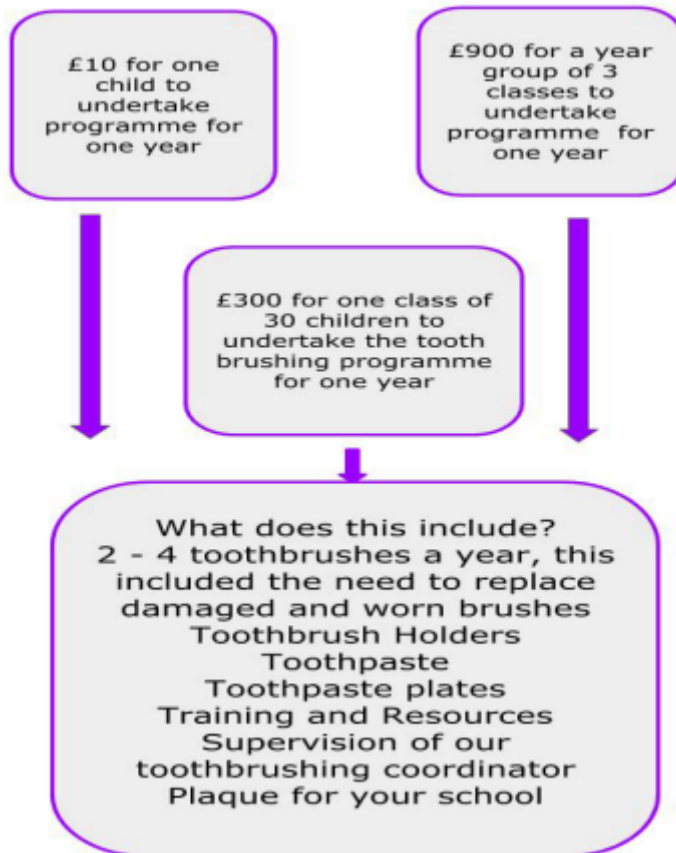 £10 for one
child to
undertake
programme for
one year
£900 for a year
group of 3
classes to
undertake
programme for
one year
£300 for one class of
30 children to
undertake the tooth
brushing programme
for one year
What does this include?
2 - 4 toothbrushes a year, this
included the need to replace
damaged and worn brushes
Toothbrush Holders
Toothpaste
Toothpaste plates
Training and Resources
Supervision of our
toothbrushing coordinator
Plaque for your school